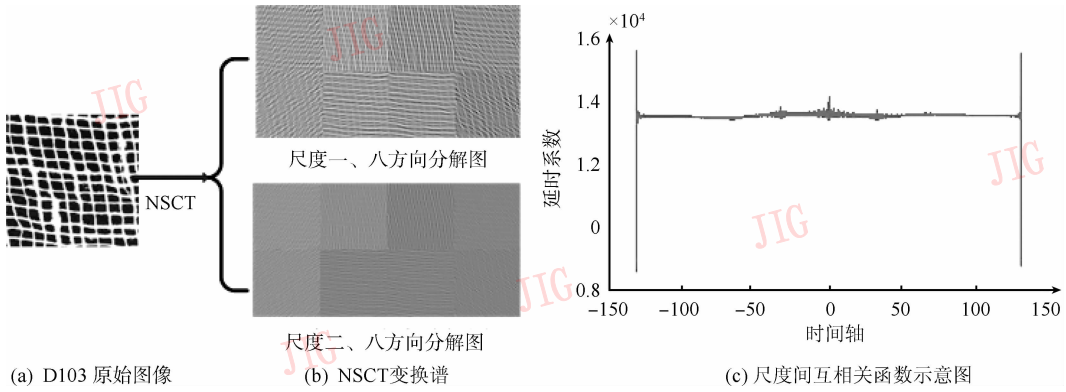 尺度一、八方向分解图
NSCT
尺度二、八方向分解图
(a) D103 原始图像
(b) NSCT变换谱
×10⁴
1.6
1.4
1.2
0
0.8
延时系数
−150 −100 −50 0 50 100 150
时间轴
(c) 尺度间互相关函数示意图
JIG
JIG
JIG
JIG
JIG
JIG